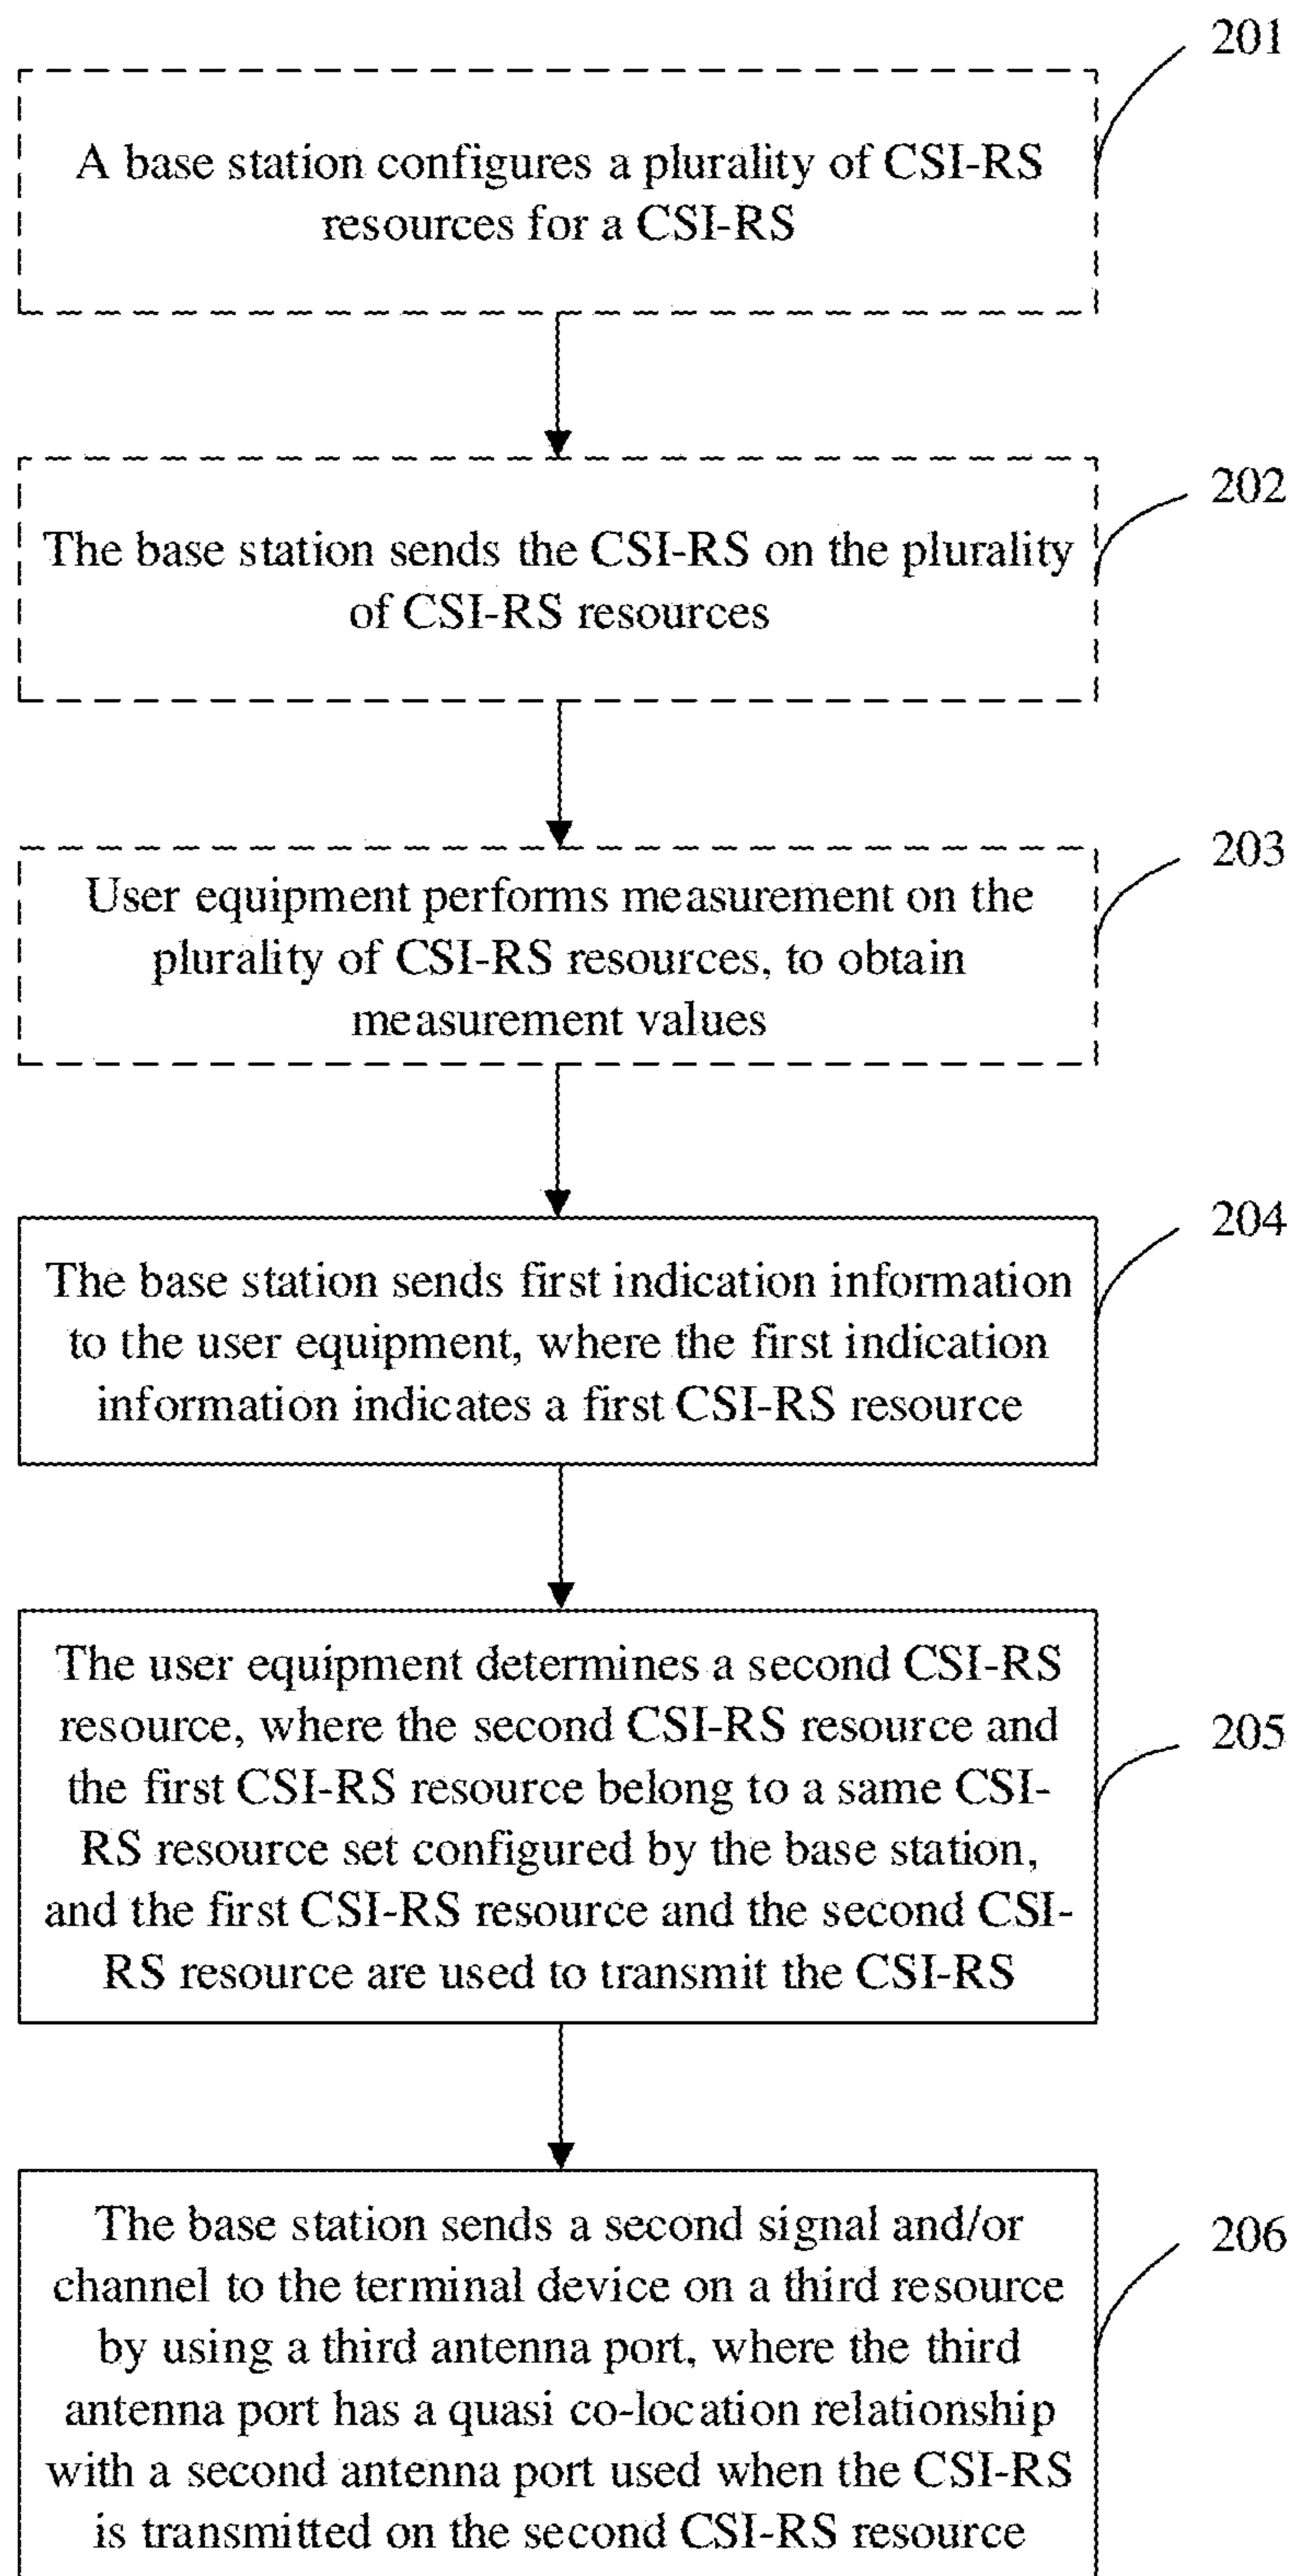 201
A base station configures a plurality of CSI-RS
resources for a CSI-RS
202
The base station sends the CSI-RS on the plurality
of CSI-RS resources
203
User equipment performs measurement on the
plurality of CSI-RS resources, to obtain
measurement values
204
The base station sends first indication information
to the user equipment, where the first indication
information indicates a first CSI-RS resource
205
The user equipment determines a second CSI-RS
resource, where the second CSI-RS resource and
the first CSI-RS resource belong to a same CSI-
RS resource set configured by the base station,
and the first CSI-RS resource and the second CSI-
RS resource are used to transmit the CSI-RS
206
The base station sends a second signal and/or
channel to the terminal device on a third resource
by using a third antenna port, where the third
antenna port has a quasi co-location relationship
with a second antenna port used when the CSI-RS
is transmitted on the second CSI-RS resource